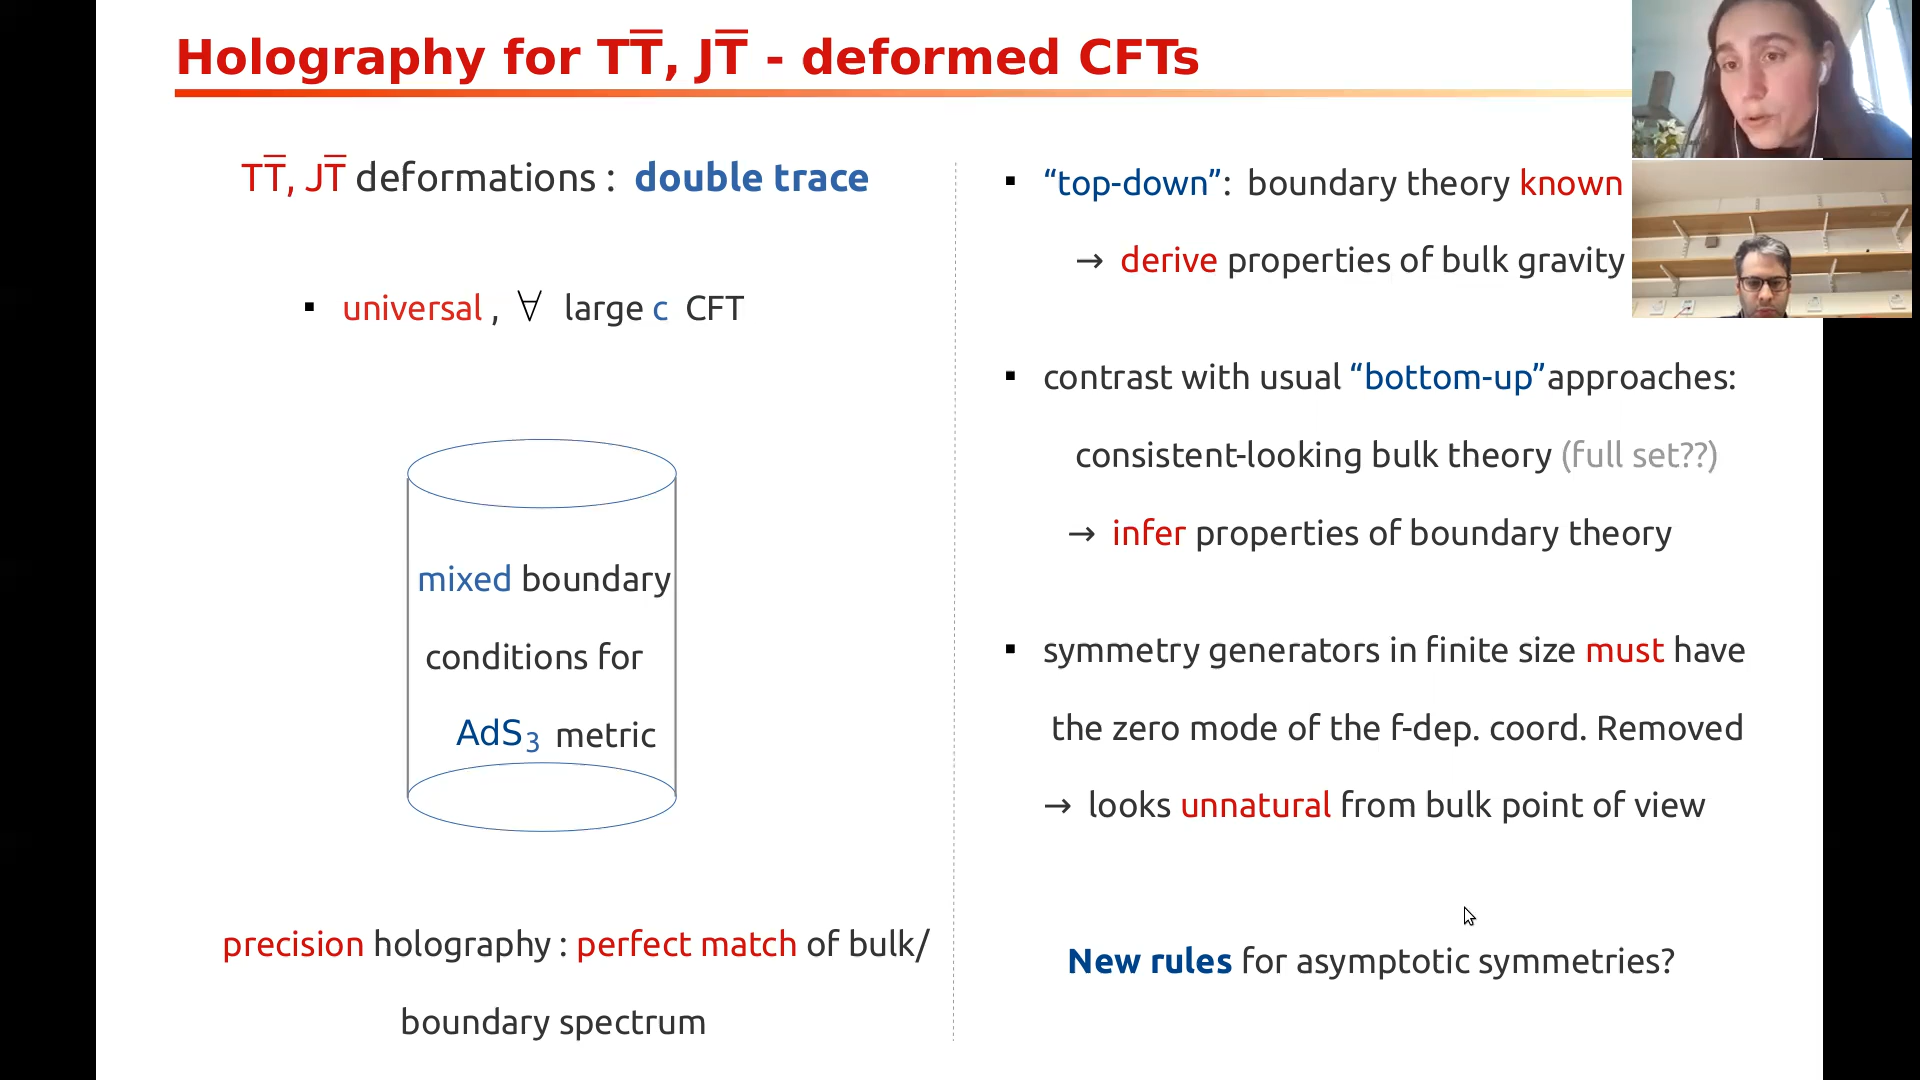 Holography for TT̅, JT̅ - deformed CFTs
TT̅, JT̅ deformations : double trace
▪ universal , ∀ large c CFT
mixed boundary
conditions for
AdS₃ metric
precision holography : perfect match of bulk/
boundary spectrum
▪ “top-down”: boundary theory known
→ derive properties of bulk gravity
▪ contrast with usual “bottom-up”approaches:
consistent-looking bulk theory (full set??)
→ infer properties of boundary theory
▪ symmetry generators in finite size must have
the zero mode of the f-dep. coord. Removed
→ looks unnatural from bulk point of view
New rules for asymptotic symmetries?